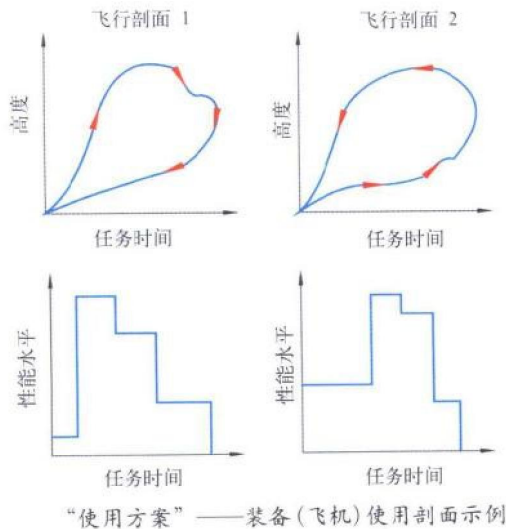 飞行剖面 1
飞行剖面 2
高度
高度
任务时间
任务时间
性能水平
性能水平
任务时间
任务时间
“使用方案”——装备(飞机)使用剖面示例